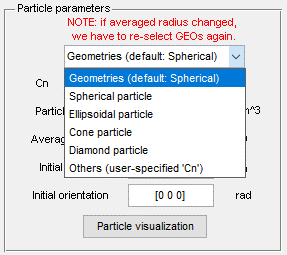 Particle parameters
NOTE: if averaged radius changed,
we have to re-select GEOs again.
Geometries (default: Spherical)
Geometries (default: Spherical)
Cn
Spherical particle
Ellipsoidal particle
Cone particle
Diamond particle
Others (user-specified 'Cn')
Initial
Initial orientation
[0 0 0]
rad
Particle visualization